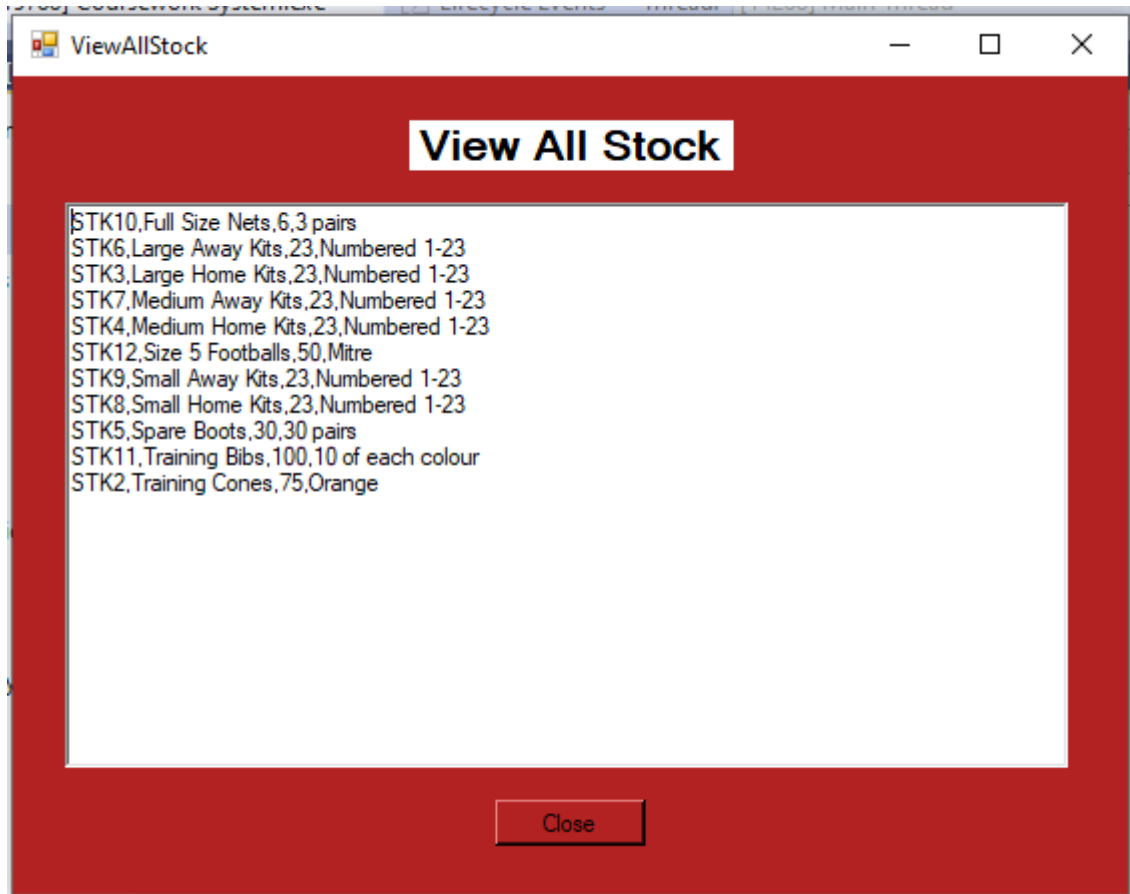 ViewAllStock
View All Stock
STK10,Full Size Nets,6,3 pairs
STK6,Large Away Kits,23,Numbered 1-23
STK3,Large Home Kits,23,Numbered 1-23
STK7,Medium Away Kits,23,Numbered 1-23
STK4,Medium Home Kits,23,Numbered 1-23
STK12,Size 5 Footballs,50,Mitre
STK9,Small Away Kits,23,Numbered 1-23
STK8,Small Home Kits,23,Numbered 1-23
STK5,Spare Boots,30,30 pairs
STK11,Training Bibs,100,10 of each colour
STK2,Training Cones,75,Orange
Close